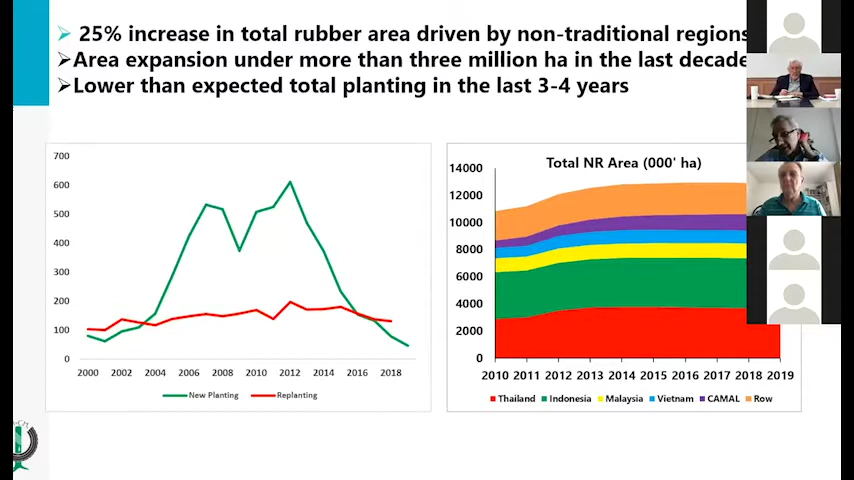 25% increase in total rubber area driven by non-traditional regions
Area expansion under more than three million ha in the last decade
Lower than expected total planting in the last 3-4 years
700
600
500
400
300
200
100
0
2000 2002 2004 2006 2008 2010 2012 2014 2016 2018
New Planting Replanting
Total NR Area (000' ha)
14000
12000
10000
8000
6000
4000
2000
0
2010 2011 2012 2013 2014 2015 2016 2017 2018 2019
Thailand Indonesia Malaysia Vietnam CAMAL Row